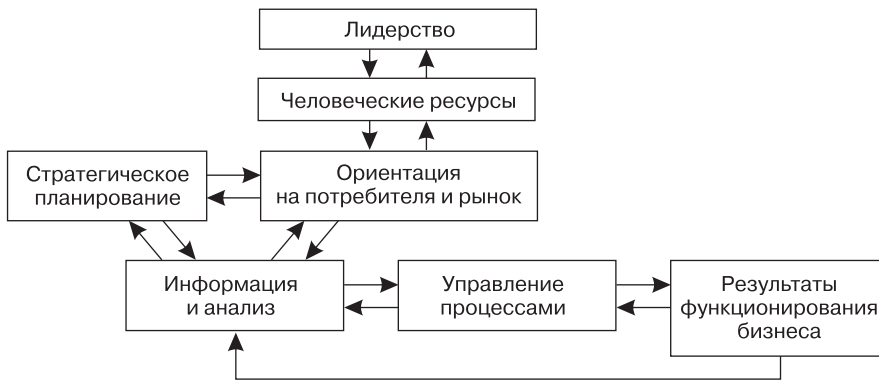 Лидерство
Человеческие ресурсы
Стратегическое
планирование
Ориентация
на потребителя и рынок
Информация
и анализ
Управление
процессами
Результаты
функционирования
бизнеса